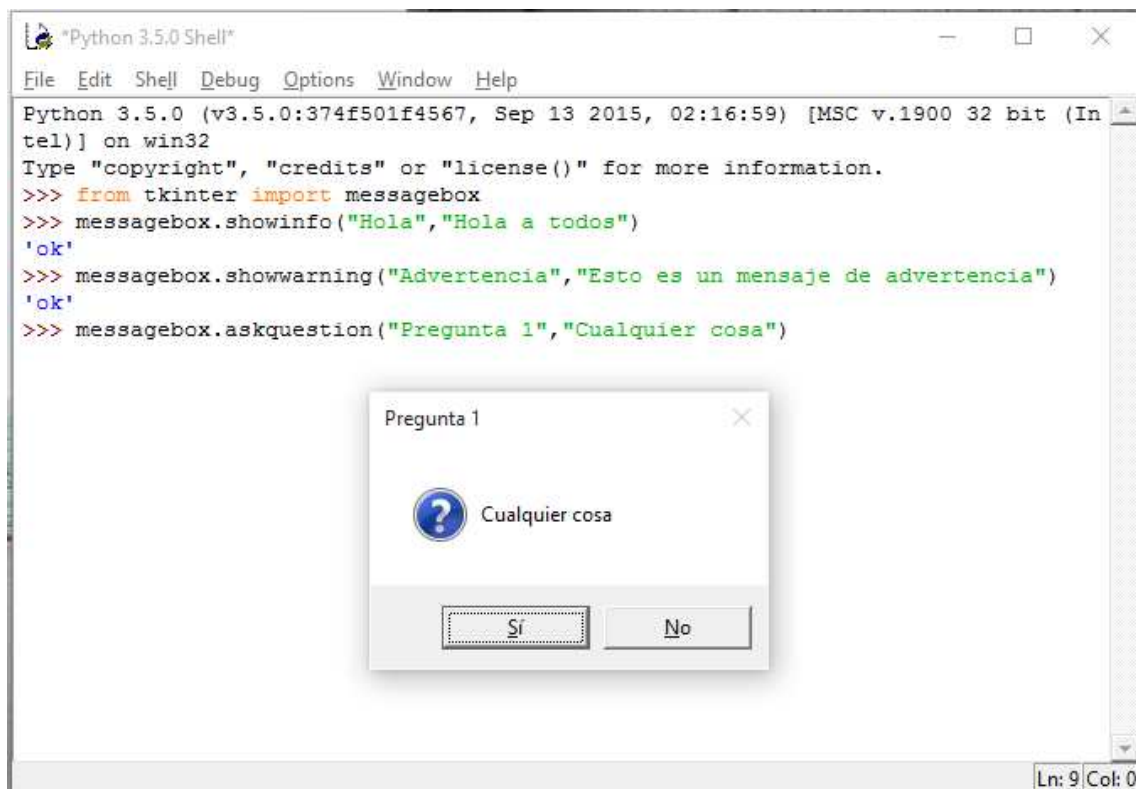 *Python 3.5.0 Shell*
File Edit Shell Debug Options Window Help
Python 3.5.0 (v3.5.0:374f501f4567, Sep 13 2015, 02:16:59) [MSC v.1900 32 bit (In
tel)] on win32
Type "copyright", "credits" or "license()" for more information.
>>> from tkinter import messagebox
>>> messagebox.showinfo("Hola","Hola a todos")
'ok'
>>> messagebox.showwarning("Advertencia","Esto es un mensaje de advertencia")
'ok'
>>> messagebox.askquestion("Pregunta 1","Cualquier cosa")
Pregunta 1
Cualquier cosa
Sí No
Ln: 9 Col: 0